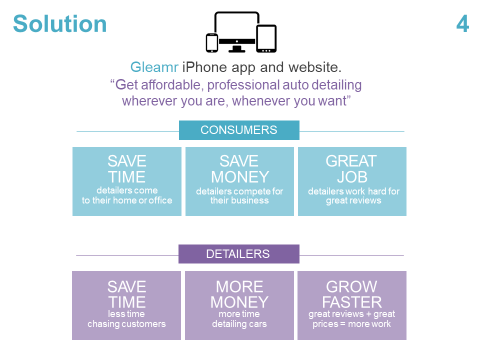 Solution
4
Gleamr iPhone app and website.
“Get affordable, professional auto detailing
wherever you are, whenever you want”
CONSUMERS
SAVE
TIME
detailers come
to their home or office
SAVE
MONEY
detailers compete for
their business
GREAT
JOB
detailers work hard for
great reviews
DETAILERS
SAVE
TIME
less time
chasing customers
MORE
MONEY
more time
detailing cars
GROW
FASTER
great reviews + great
prices = more work